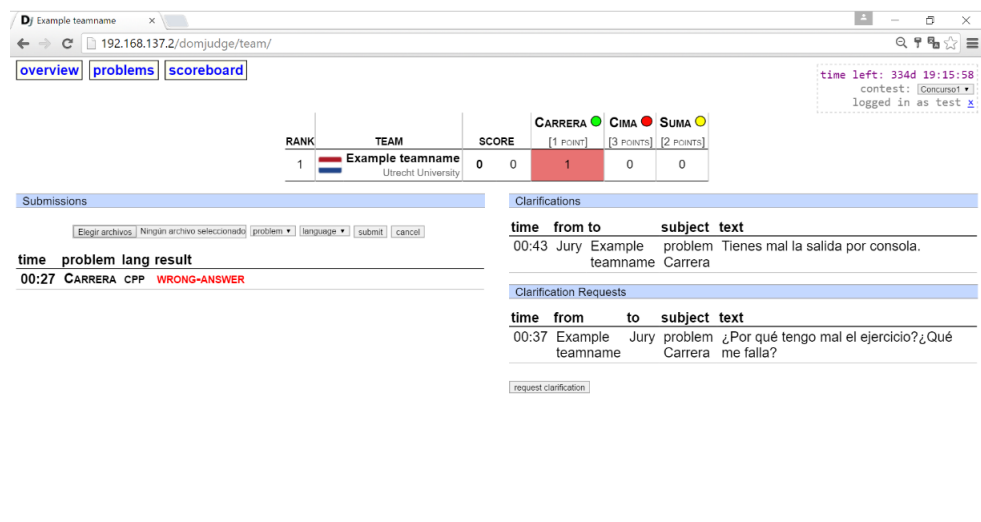 Dj Example teamname ×
192.168.137.2/domjudge/team/
overview problems scoreboard
time left: 334d 19:15:58
contest: Concurso1
logged in as test x
CARRERA CIMA SUMA
RANK TEAM SCORE [1 POINT] [3 POINTS] [2 POINTS]
1 Example teamname 0 0 1 0 0
Utrecht University
Submissions
Elegir archivos Ningún archivo seleccionado problem language submit cancel
time problem lang result
00:27 CARRERA CPP WRONG-ANSWER
Clarifications
time from to subject text
00:43 Jury Example problem Tienes mal la salida por consola.
teamname Carrera
Clarification Requests
time from to subject text
00:37 Example Jury problem ¿Por qué tengo mal el ejercicio?¿Qué
teamname Carrera me falla?
request clarification